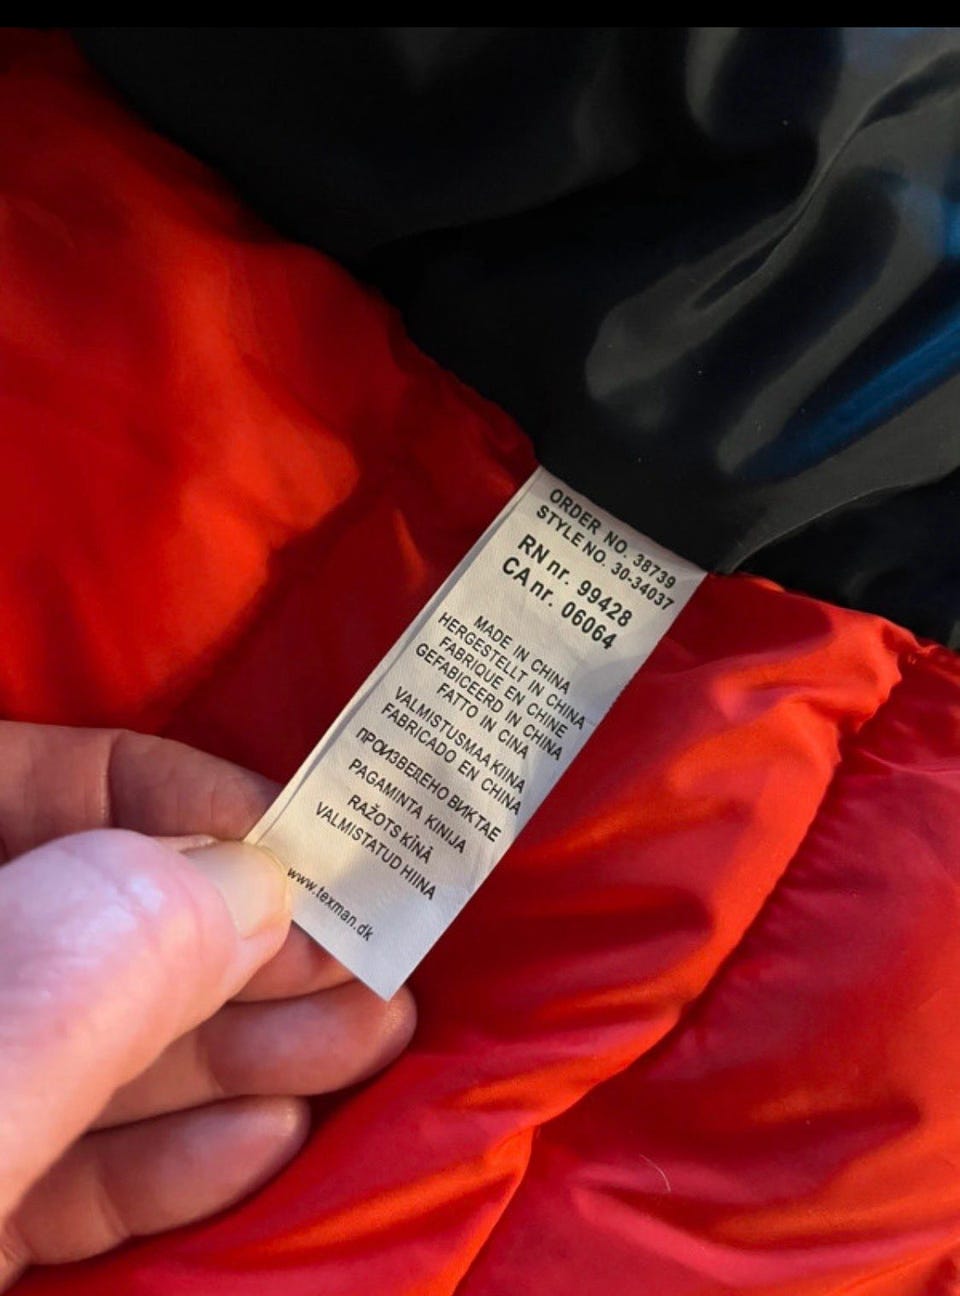 ORDER NO. 38739
STYLE NO. 30-34037
RN nr. 99428
CA nr. 06064
MADE IN CHINA
HERGESTELLT IN CHINA
FABRIQUE EN CHINE
GEFABICEERD IN CHINA
FATTO IN CINA
VALMISTUSMAA KIINA
FABRICADO EN CHINA
ПРОИЗВЕДЕНО ВИКТАЕ
PAGAMINTA KINIJA
RAŽOTS ĶĪNĀ
VALMISTATUD HIINA
www.texman.dk